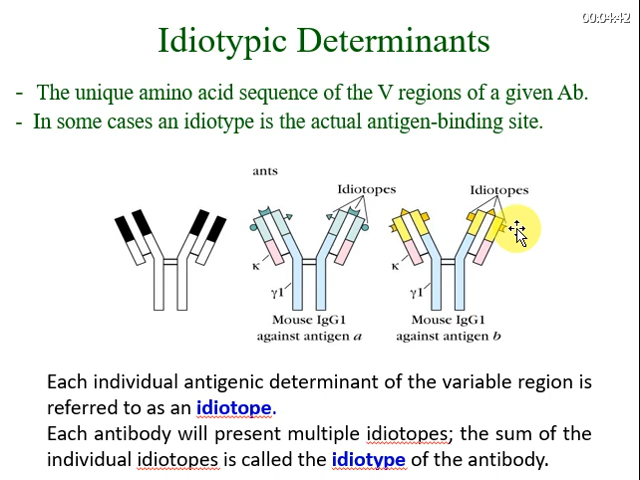 00:04:42
Idiotypic Determinants
- The unique amino acid sequence of the V regions of a given Ab.
- In some cases an idiotype is the actual antigen-binding site.
ants
Idiotopes
Idiotopes
κ
κ
γ1
γ1
Mouse IgG1
against antigen a
Mouse IgG1
against antigen b
Each individual antigenic determinant of the variable region is
referred to as an idiotope.
Each antibody will present multiple idiotopes; the sum of the
individual idiotopes is called the idiotype of the antibody.